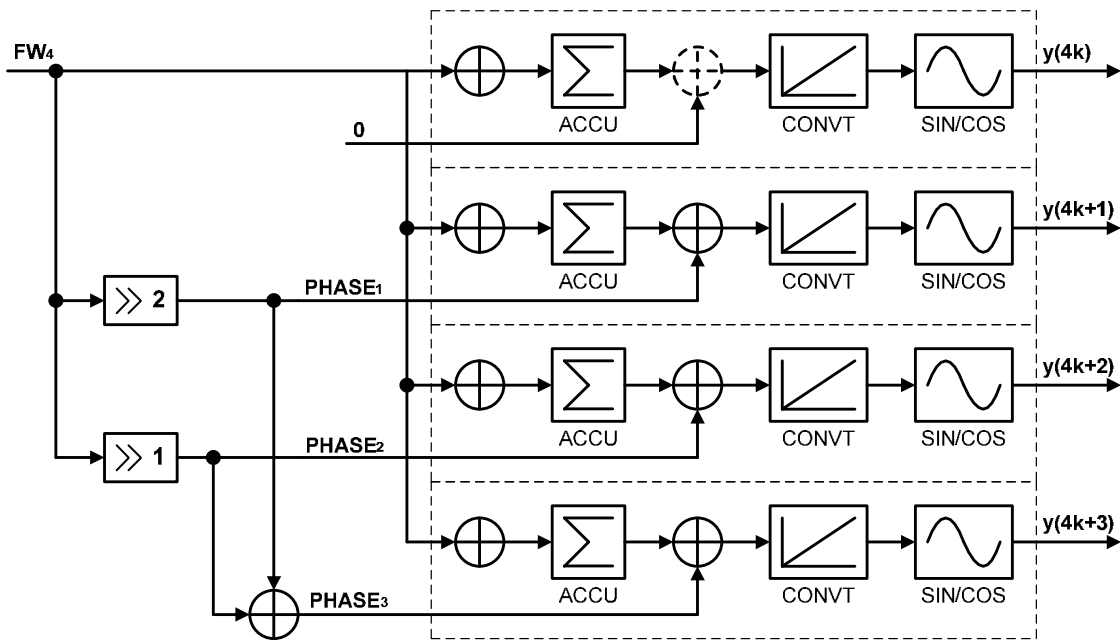 FW₄
y(4k)
0
ACCU
CONVT
SIN/COS
y(4k+1)
ACCU
CONVT
SIN/COS
>> 2
PHASE₁
y(4k+2)
ACCU
CONVT
SIN/COS
>> 1
PHASE₂
y(4k+3)
ACCU
CONVT
SIN/COS
PHASE₃